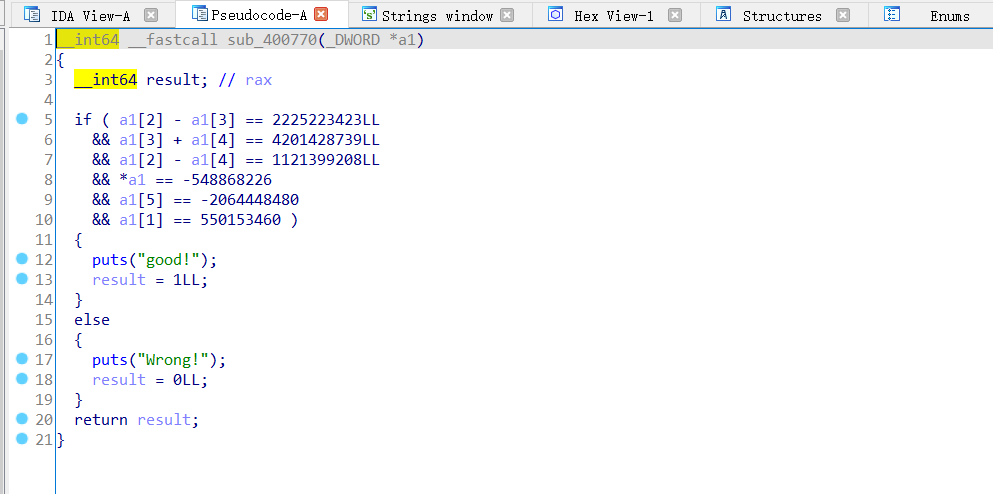 IDA View-A Pseudocode-A Strings window Hex View-1 Structures Enums
1 __int64 __fastcall sub_400770(_DWORD *a1)
2 {
3 __int64 result; // rax
4
5 if ( a1[2] - a1[3] == 2225223423LL
6 && a1[3] + a1[4] == 4201428739LL
7 && a1[2] - a1[4] == 1121399208LL
8 && *a1 == -548868226
9 && a1[5] == -2064448480
10 && a1[1] == 550153460 )
11 {
12 puts("good!");
13 result = 1LL;
14 }
15 else
16 {
17 puts("Wrong!");
18 result = 0LL;
19 }
20 return result;
21 }